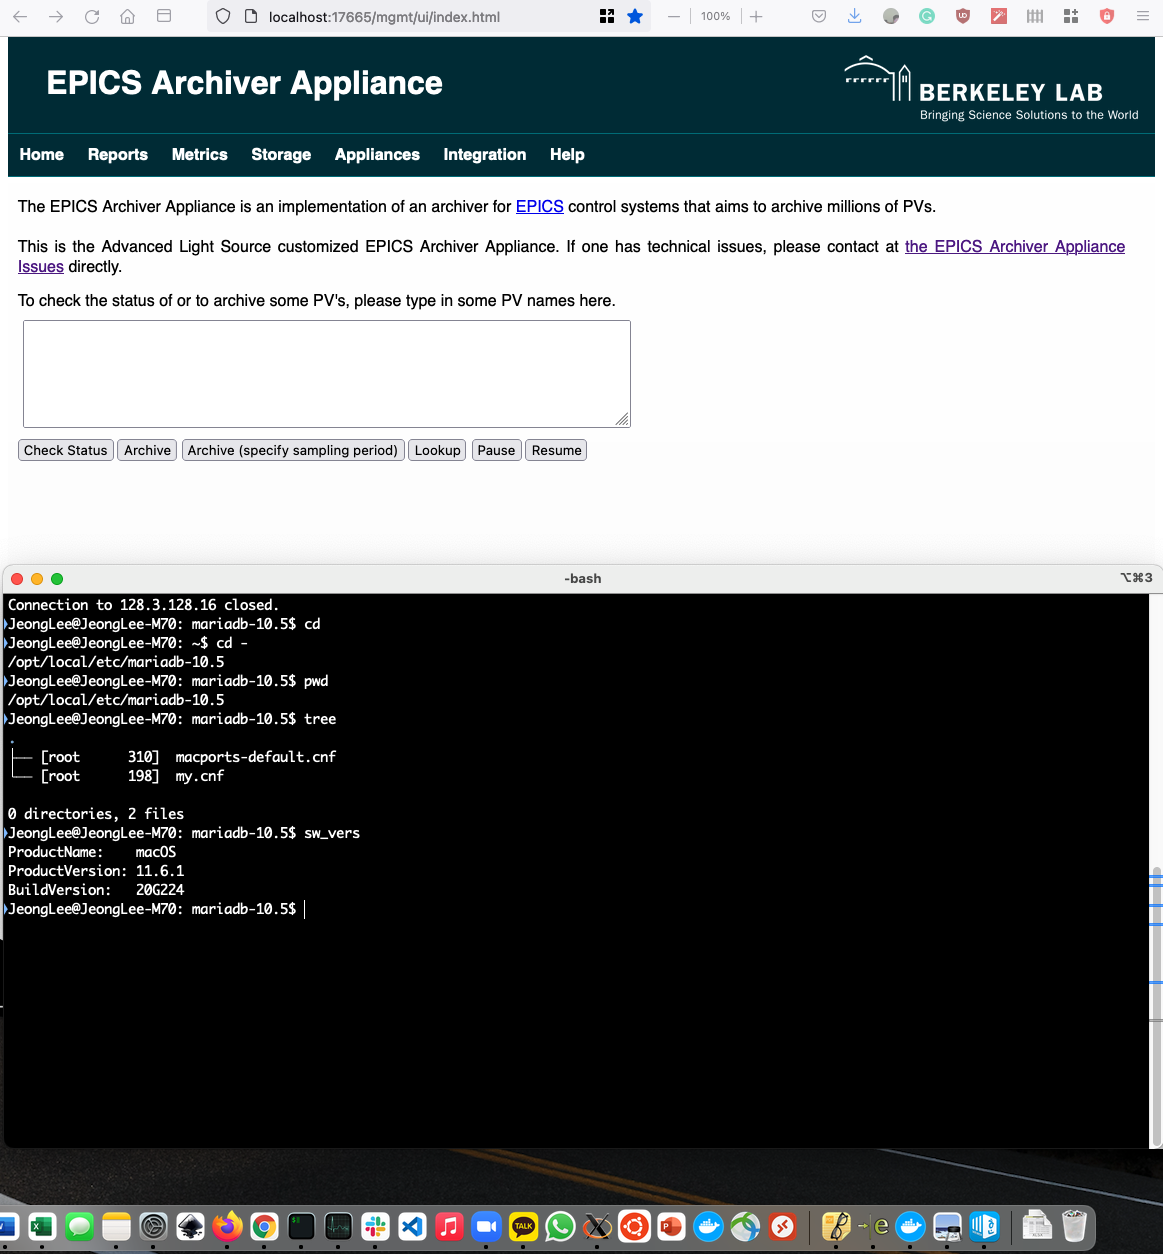 localhost:17665/mgmt/ui/index.html
100%
EPICS Archiver Appliance
BERKELEY LAB
Bringing Science Solutions to the World
Home Reports Metrics Storage Appliances Integration Help
The EPICS Archiver Appliance is an implementation of an archiver for EPICS control systems that aims to archive millions of PVs.
This is the Advanced Light Source customized EPICS Archiver Appliance. If one has technical issues, please contact at the EPICS Archiver Appliance
Issues directly.
To check the status of or to archive some PV's, please type in some PV names here.
Check Status Archive Archive (specify sampling period) Lookup Pause Resume
-bash ⌥⌘3
Connection to 128.3.128.16 closed.
JeongLee@JeongLee-M70: mariadb-10.5$ cd
JeongLee@JeongLee-M70: ~$ cd -
/opt/local/etc/mariadb-10.5
JeongLee@JeongLee-M70: mariadb-10.5$ pwd
/opt/local/etc/mariadb-10.5
JeongLee@JeongLee-M70: mariadb-10.5$ tree
.
├── [root      310]  macports-default.cnf
└── [root      198]  my.cnf
0 directories, 2 files
JeongLee@JeongLee-M70: mariadb-10.5$ sw_vers
ProductName:    macOS
ProductVersion: 11.6.1
BuildVersion:   20G224
JeongLee@JeongLee-M70: mariadb-10.5$
TALK